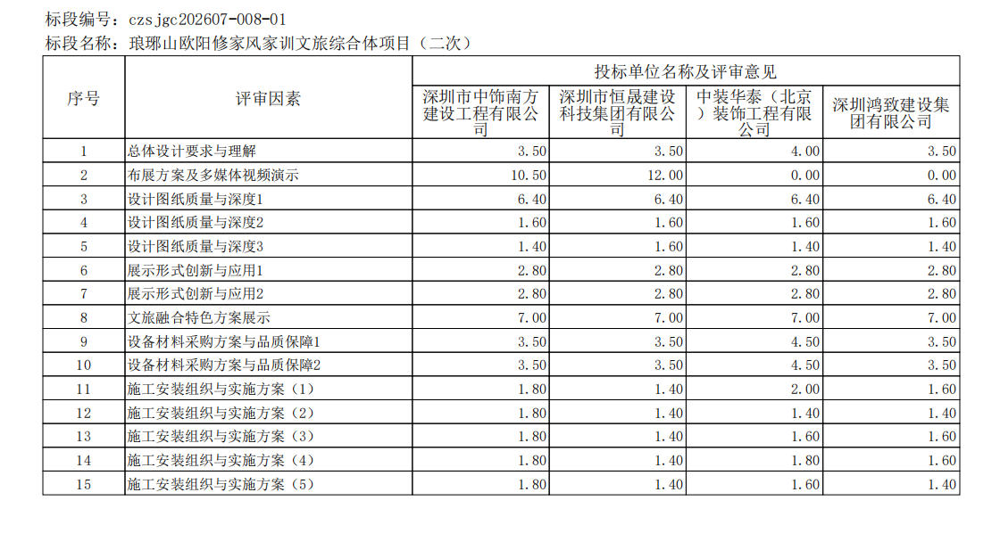 标段编号：czsjgc202607-008-01
标段名称：琅琊山欧阳修家风家训文旅综合体项目（二次）
序号 评审因素 投标单位名称及评审意见
深圳市中饰南方建设工程有限公司 深圳市恒晟建设科技集团有限公司 中装华泰（北京）装饰工程有限公司 深圳鸿致建设集团有限公司
1 总体设计要求与理解 3.50 3.50 4.00 3.50
2 布展方案及多媒体视频演示 10.50 12.00 0.00 0.00
3 设计图纸质量与深度1 6.40 6.40 6.40 6.40
4 设计图纸质量与深度2 1.60 1.60 1.60 1.60
5 设计图纸质量与深度3 1.40 1.60 1.40 1.40
6 展示形式创新与应用1 2.80 2.80 2.80 2.80
7 展示形式创新与应用2 2.80 2.80 2.80 2.80
8 文旅融合特色方案展示 7.00 7.00 7.00 7.00
9 设备材料采购方案与品质保障1 3.50 3.50 4.50 3.50
10 设备材料采购方案与品质保障2 3.50 3.50 4.50 3.50
11 施工安装组织与实施方案（1） 1.80 1.40 2.00 1.60
12 施工安装组织与实施方案（2） 1.80 1.40 1.40 1.40
13 施工安装组织与实施方案（3） 1.80 1.40 1.60 1.60
14 施工安装组织与实施方案（4） 1.80 1.40 1.80 1.60
15 施工安装组织与实施方案（5） 1.80 1.40 1.60 1.40